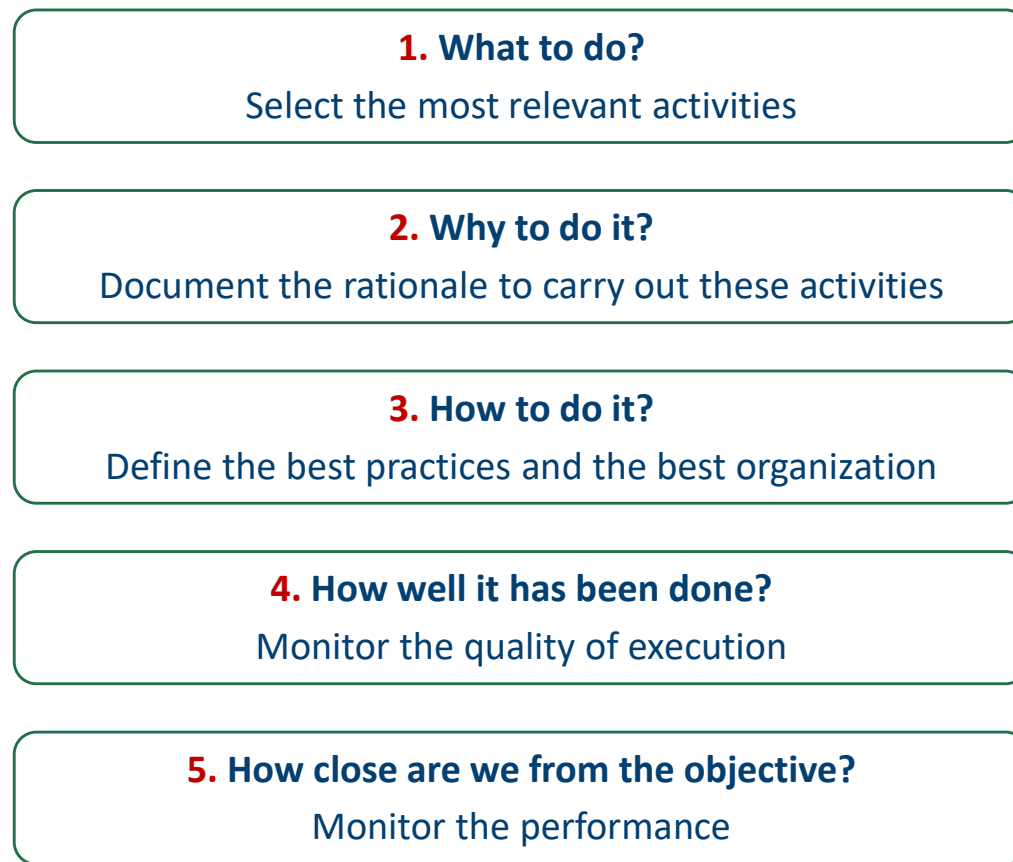 1. What to do?
Select the most relevant activities
2. Why to do it?
Document the rationale to carry out these activities
3. How to do it?
Define the best practices and the best organization
4. How well it has been done?
Monitor the quality of execution
5. How close are we from the objective?
Monitor the performance